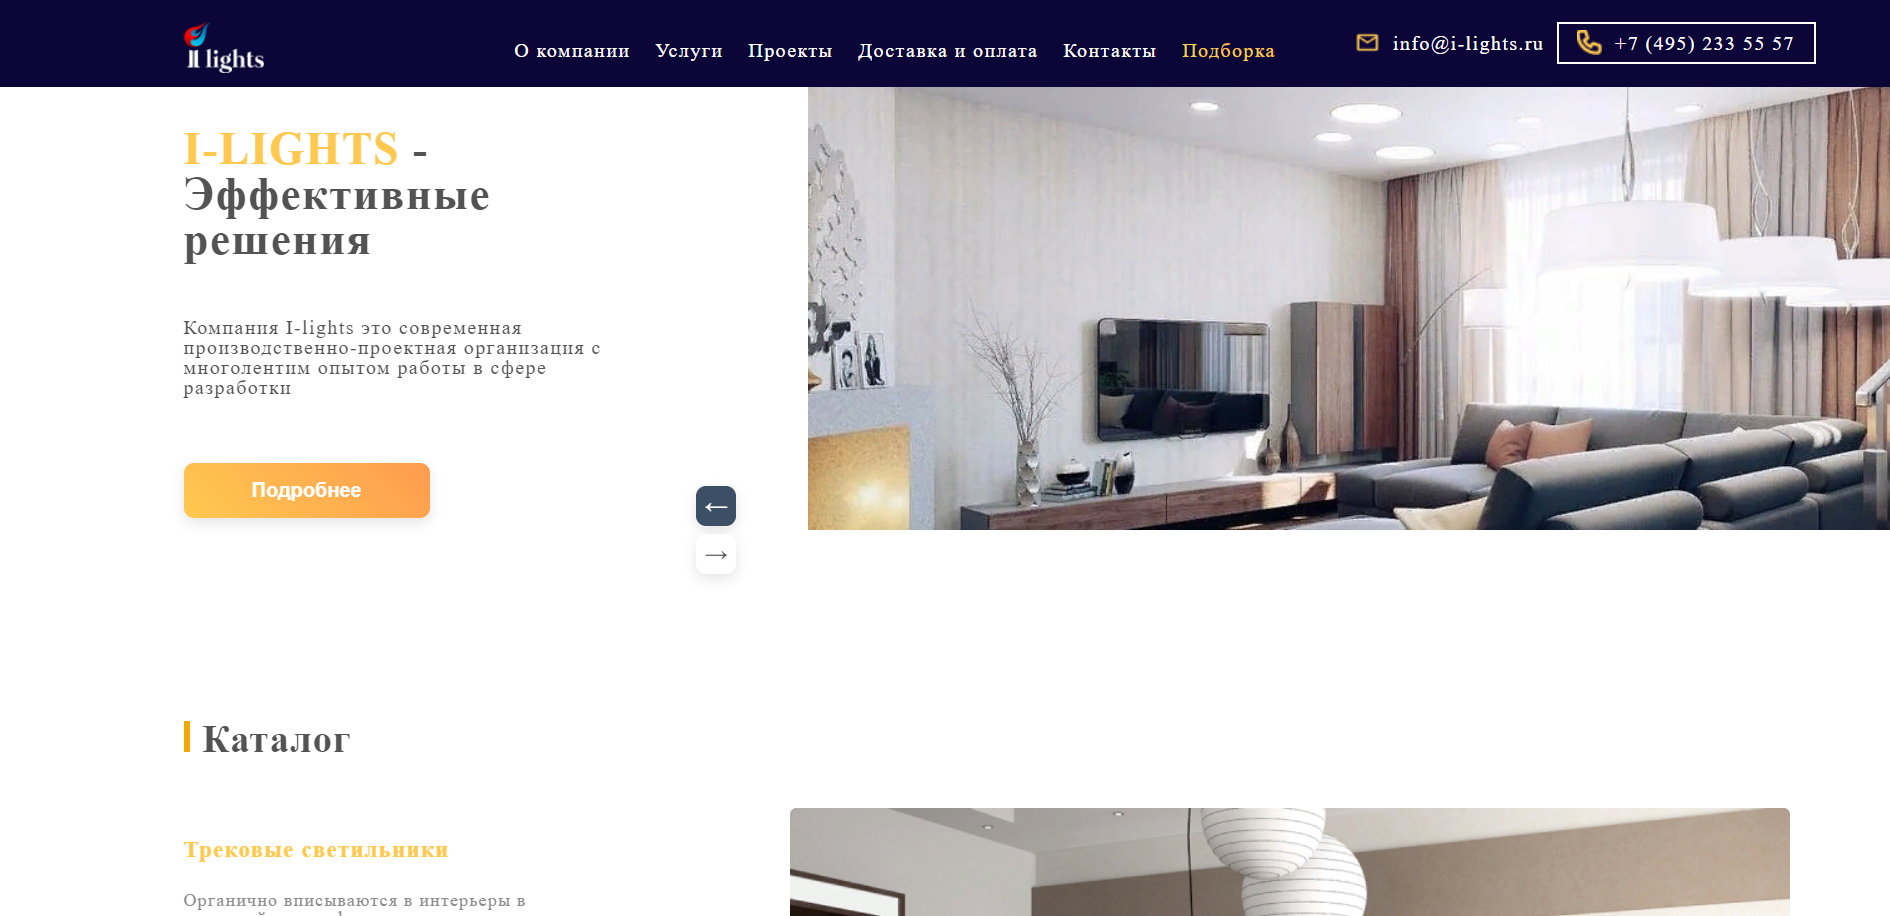 I lights
О компании Услуги Проекты Доставка и оплата Контакты Подборка
info@i-lights.ru
+7 (495) 233 55 57
I-LIGHTS -
Эффективные
решения
Компания I-lights это современная
производственно-проектная организация с
многолентим опытом работы в сфере
разработки
Подробнее
←
→
Каталог
Трековые светильники
Органично вписываются в интерьеры в